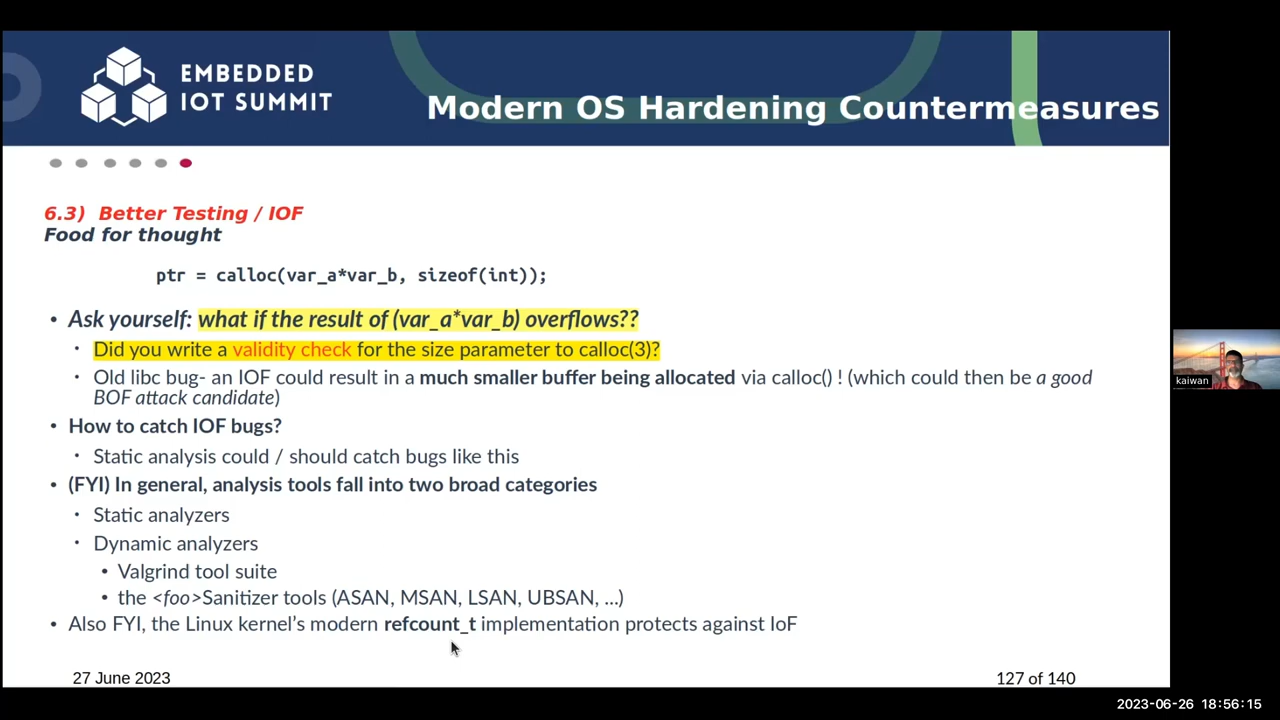 EMBEDDED
IOT SUMMIT
Modern OS Hardening Countermeasures
6.3) Better Testing / IOF
Food for thought
ptr = calloc(var_a*var_b, sizeof(int));
• Ask yourself: what if the result of (var_a*var_b) overflows??
• Did you write a validity check for the size parameter to calloc(3)?
• Old libc bug- an IOF could result in a much smaller buffer being allocated via calloc() ! (which could then be a good
BOF attack candidate)
• How to catch IOF bugs?
• Static analysis could / should catch bugs like this
• (FYI) In general, analysis tools fall into two broad categories
• Static analyzers
• Dynamic analyzers
• Valgrind tool suite
• the <foo>Sanitizer tools (ASAN, MSAN, LSAN, UBSAN, ...)
• Also FYI, the Linux kernel's modern refcount_t implementation protects against IoF
27 June 2023
127 of 140
kaiwan
2023-06-26 18:56:15